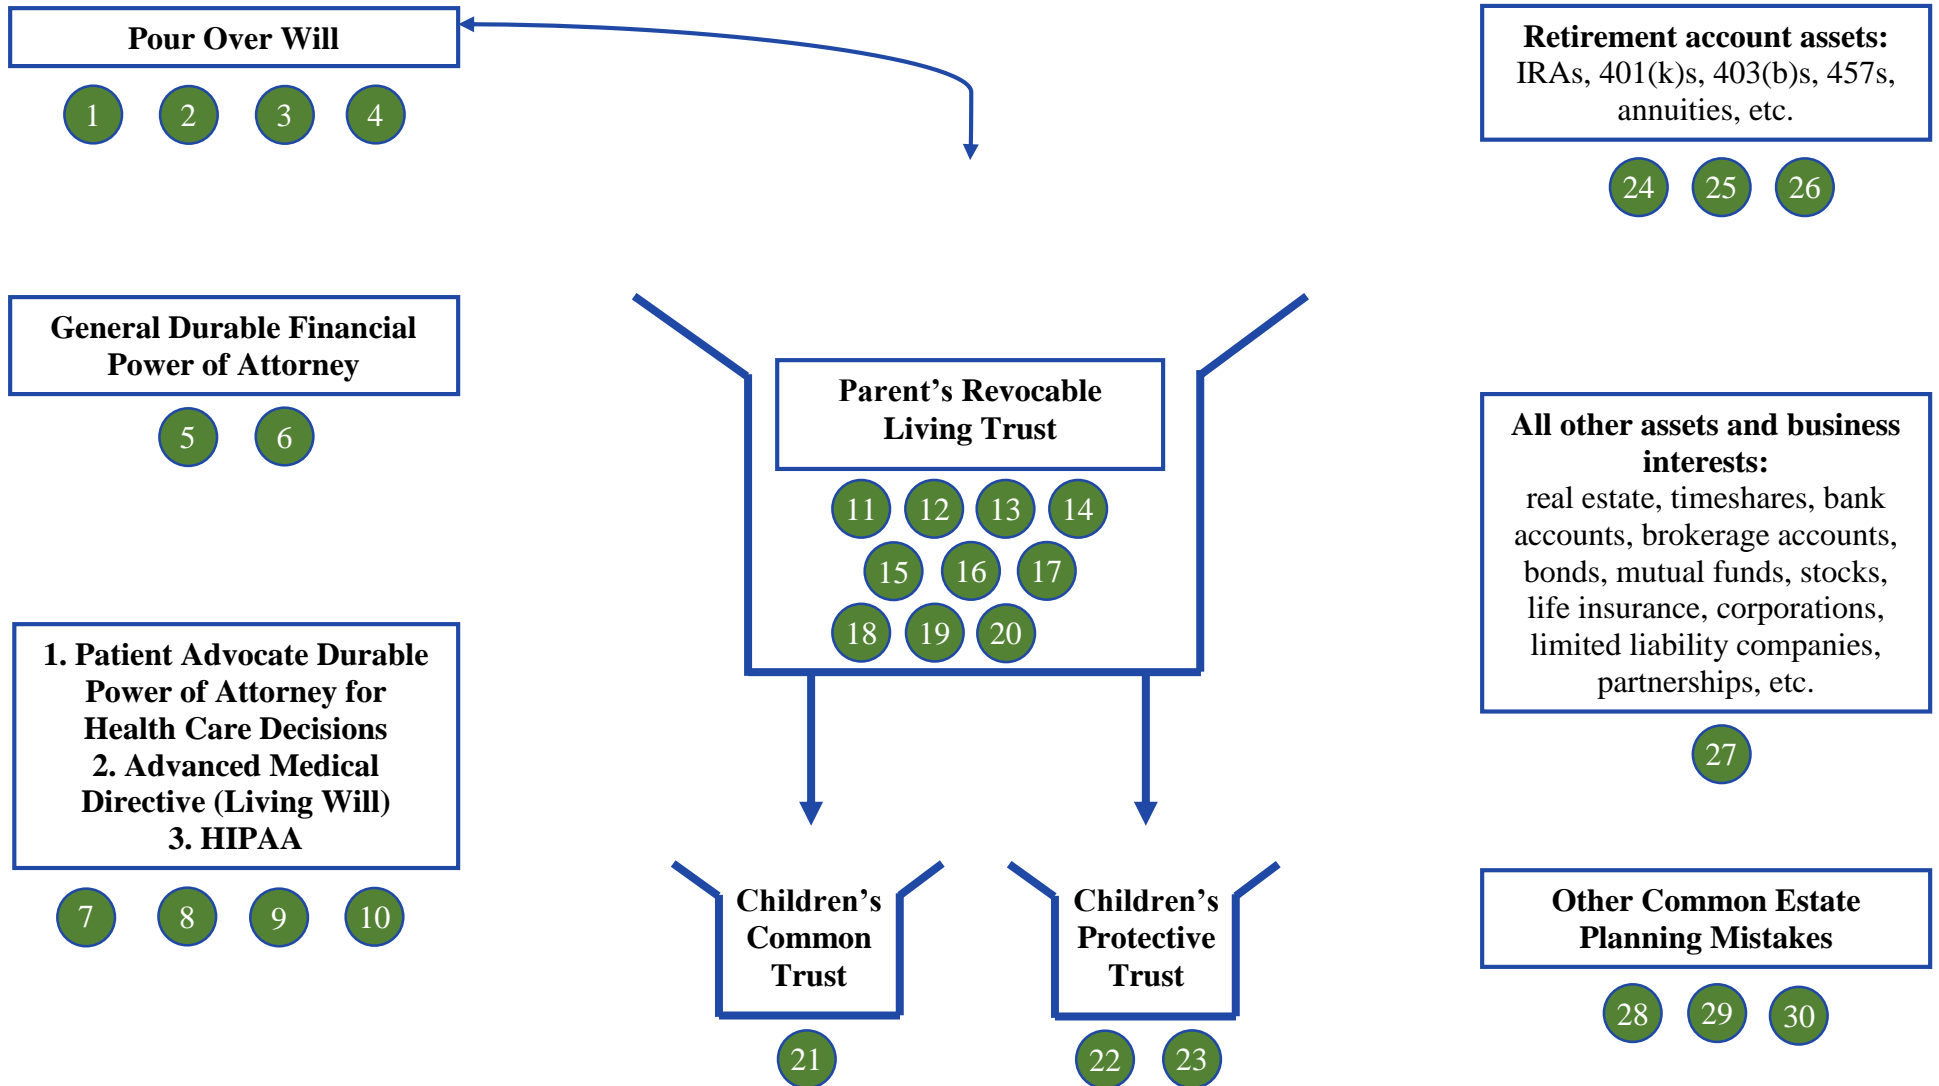 Pour Over Will
1 2 3 4
General Durable Financial
Power of Attorney
5 6
1. Patient Advocate Durable
Power of Attorney for
Health Care Decisions
2. Advanced Medical
Directive (Living Will)
3. HIPAA
7 8 9 10
Parent’s Revocable
Living Trust
11 12 13 14
15 16 17
18 19 20
Children’s
Common
Trust
21
Children’s
Protective
Trust
22 23
Retirement account assets:
IRAs, 401(k)s, 403(b)s, 457s,
annuities, etc.
24 25 26
All other assets and business
interests:
real estate, timeshares, bank
accounts, brokerage accounts,
bonds, mutual funds, stocks,
life insurance, corporations,
limited liability companies,
partnerships, etc.
27
Other Common Estate
Planning Mistakes
28 29 30